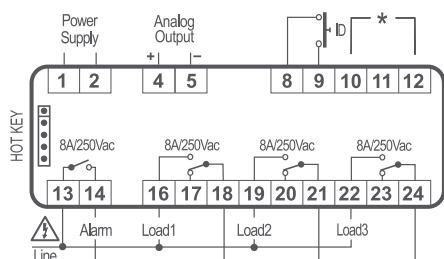 Power Supply
Analog Output
+ −
ID
*
1 2 4 5 8 9 10 11 12
HOT KEY
8A/250Vac 8A/250Vac 8A/250Vac 8A/250Vac
13 14 16 17 18 19 20 21 22 23 24
Alarm Load1 Load2 Load3
Line